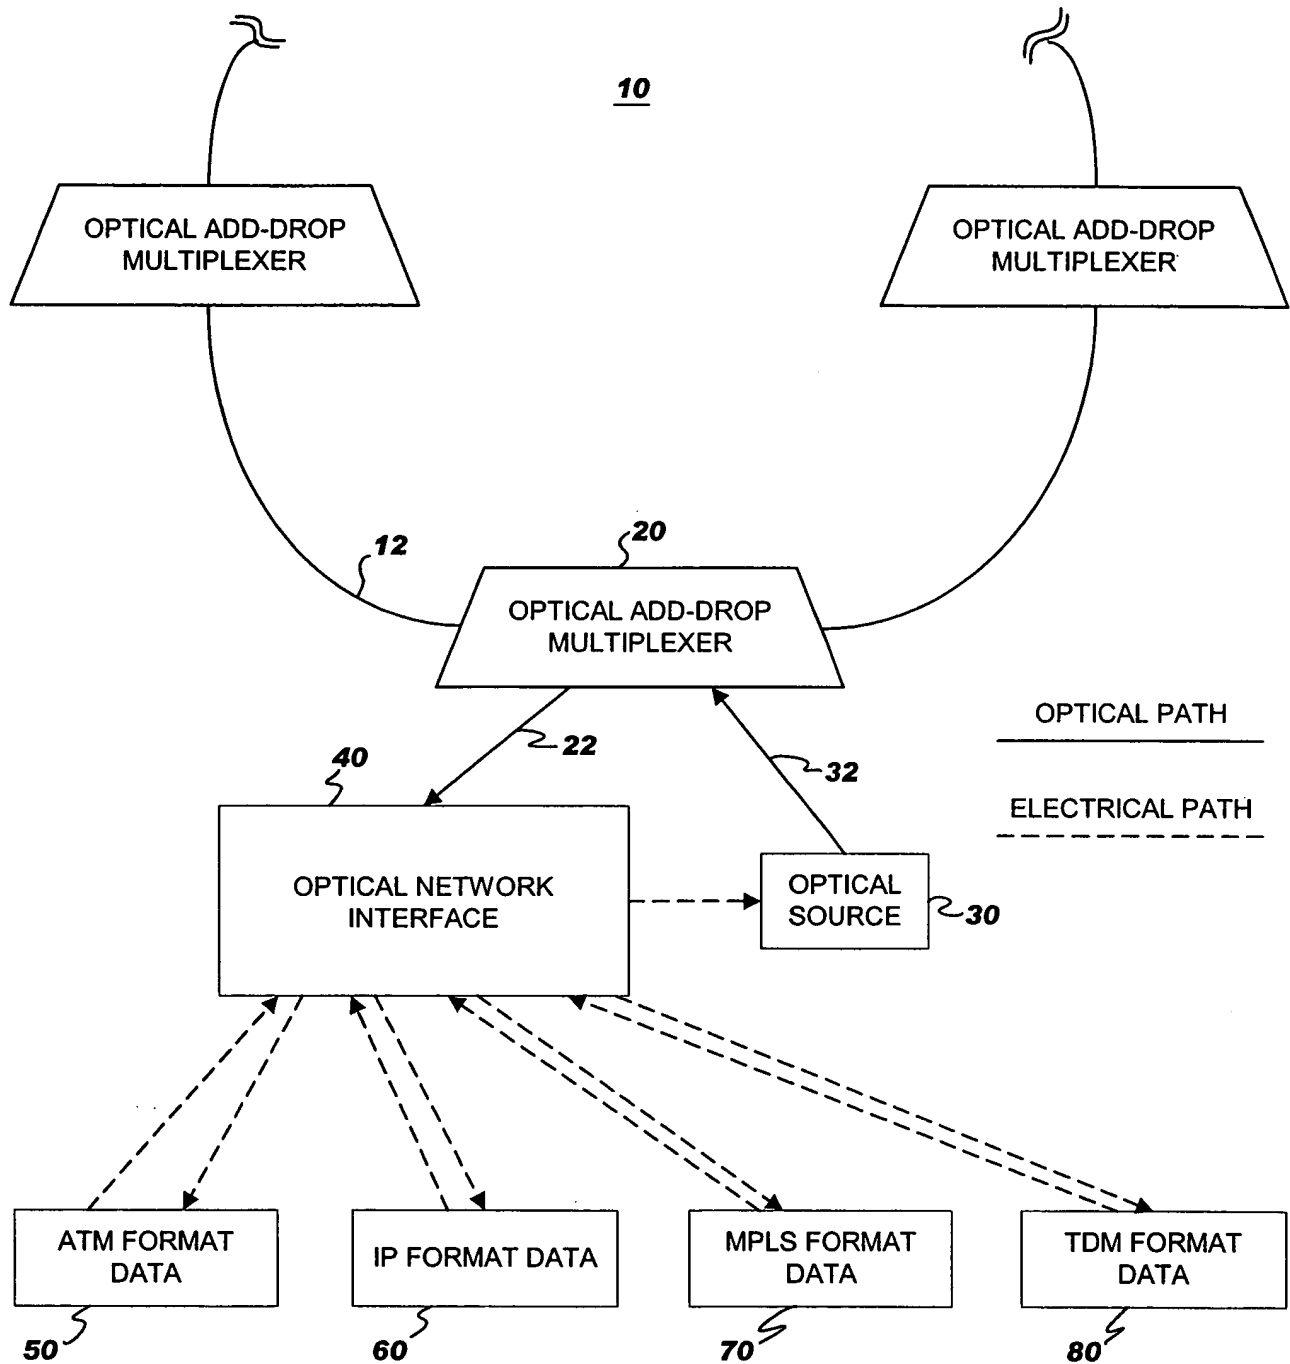 10
OPTICAL ADD-DROP
MULTIPLEXER
OPTICAL ADD-DROP
MULTIPLEXER
12
20
OPTICAL ADD-DROP
MULTIPLEXER
22
32
OPTICAL PATH
ELECTRICAL PATH
40
OPTICAL NETWORK
INTERFACE
OPTICAL
SOURCE
30
ATM FORMAT
DATA
IP FORMAT DATA
MPLS FORMAT
DATA
TDM FORMAT
DATA
50
60
70
80